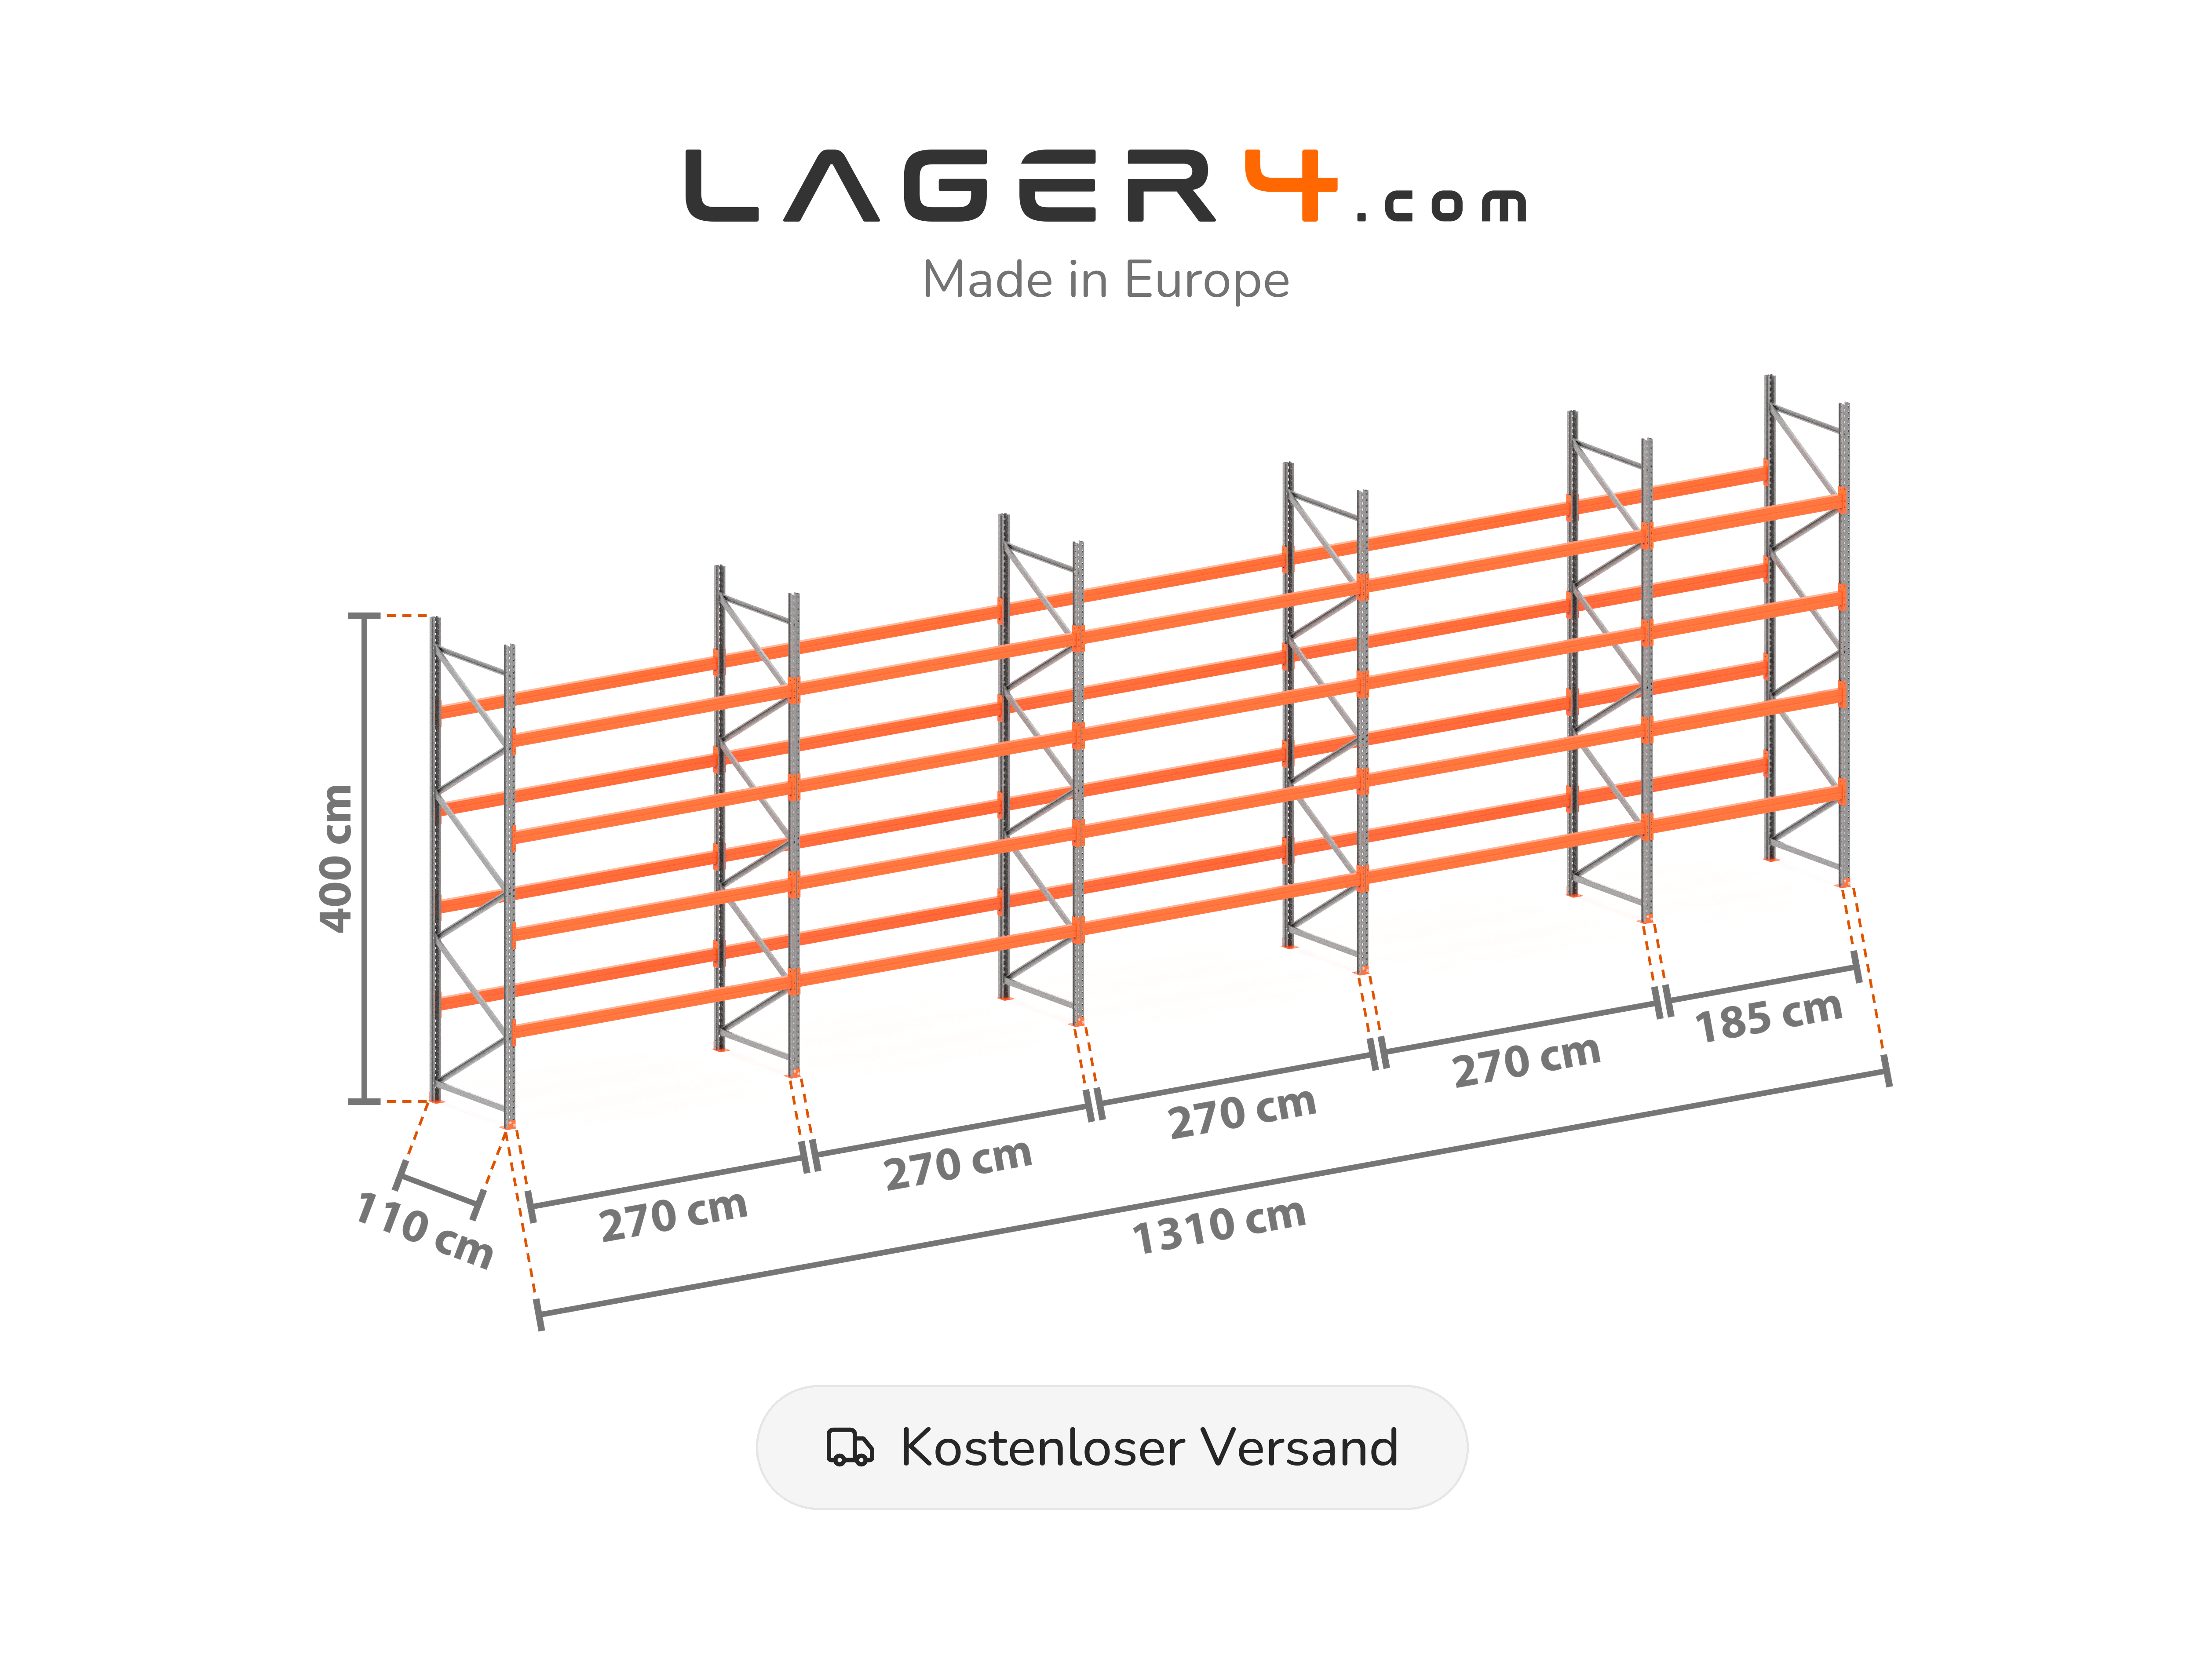 LAGER4.com
Made in Europe
400 cm
110 cm
270 cm
270 cm
270 cm
270 cm
185 cm
1310 cm
Kostenloser Versand